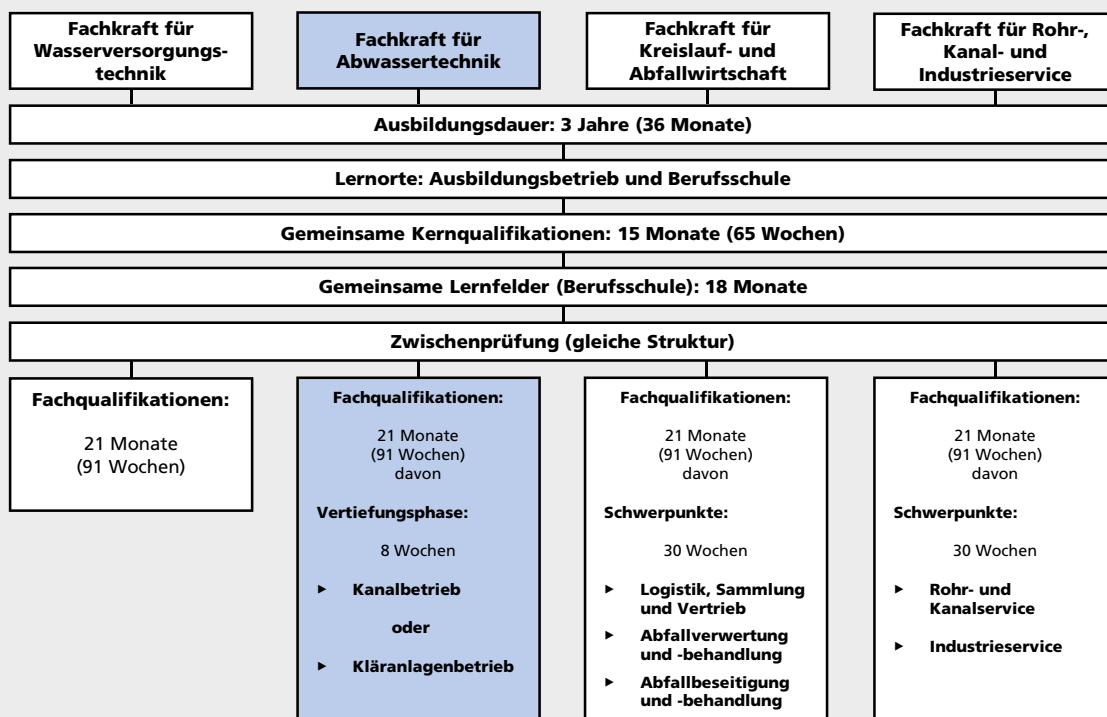 Fachkraft für
Wasserversorgungs-
technik
Fachkraft für
Abwassertechnik
Fachkraft für
Kreislauf- und
Abfallwirtschaft
Fachkraft für Rohr-,
Kanal- und
Industrieservice
Ausbildungsdauer: 3 Jahre (36 Monate)
Lernorte: Ausbildungsbetrieb und Berufsschule
Gemeinsame Kernqualifikationen: 15 Monate (65 Wochen)
Gemeinsame Lernfelder (Berufsschule): 18 Monate
Zwischenprüfung (gleiche Struktur)
Fachqualifikationen:
21 Monate
(91 Wochen)
Fachqualifikationen:
21 Monate
(91 Wochen)
davon
Vertiefungsphase:
8 Wochen
▸ Kanalbetrieb
oder
▸ Kläranlagenbetrieb
Fachqualifikationen:
21 Monate
(91 Wochen)
davon
Schwerpunkte:
30 Wochen
▸ Logistik, Sammlung
und Vertrieb
▸ Abfallverwertung
und -behandlung
▸ Abfallbeseitigung
und -behandlung
Fachqualifikationen:
21 Monate
(91 Wochen)
davon
Schwerpunkte:
30 Wochen
▸ Rohr- und
Kanalservice
▸ Industrieservice